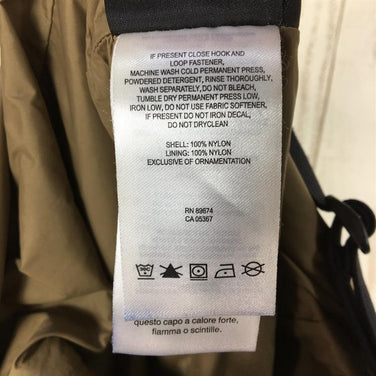 IF PRESENT CLOSE HOOK AND
LOOP FASTENER,
MACHINE WASH COLD PERMANENT PRESS,
POWDERED DETERGENT, RINSE THOROUGHLY,
WASH SEPARATELY, DO NOT BLEACH,
TUMBLE DRY PERMANENT PRESS LOW,
IRON LOW, DO NOT USE FABRIC SOFTENER,
IF PRESENT DO NOT IRON DECAL,
DO NOT DRYCLEAN
SHELL: 100% NYLON
LINING: 100% NYLON
EXCLUSIVE OF ORNAMENTATION
RN 89674
CA 05367
30C
questo capo a calore forte,
fiamma o scintille.